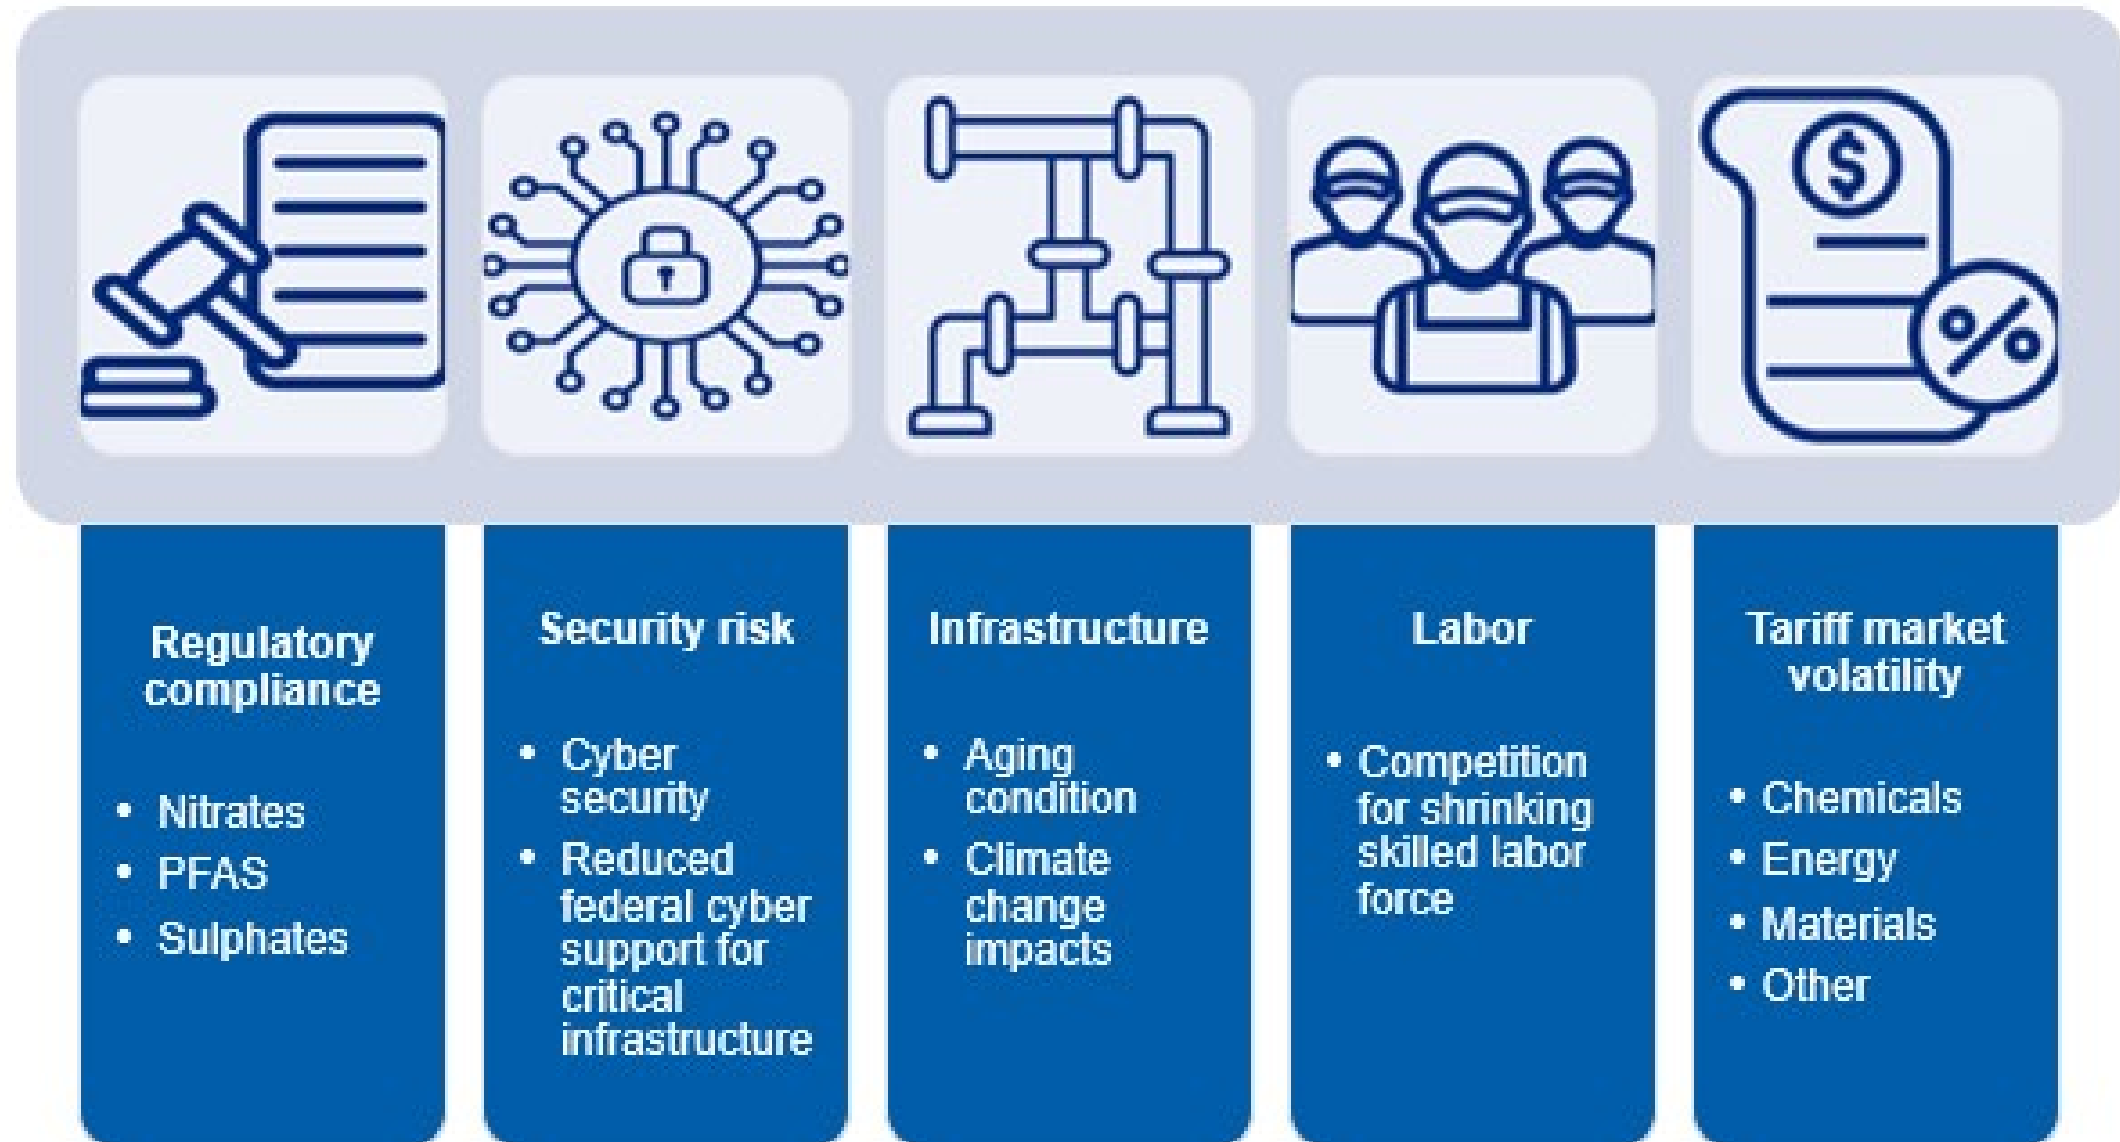 Regulatory
compliance
• Nitrates
• PFAS
• Sulphates
Security risk
• Cyber
security
• Reduced
federal cyber
support for
critical
infrastructure
Infrastructure
• Aging
condition
• Climate
change
impacts
Labor
• Competition
for shrinking
skilled labor
force
$
%
Tariff market
volatility
• Chemicals
• Energy
• Materials
• Other